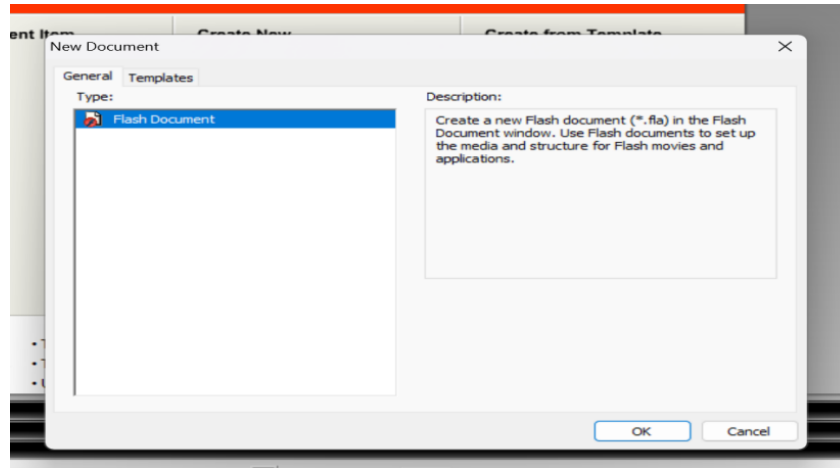 New Document
General Templates
Type:
Flash Document
Description:
Create a new Flash document (*.fla) in the Flash
Document window. Use Flash documents to set up
the media and structure for Flash movies and
applications.
OK Cancel